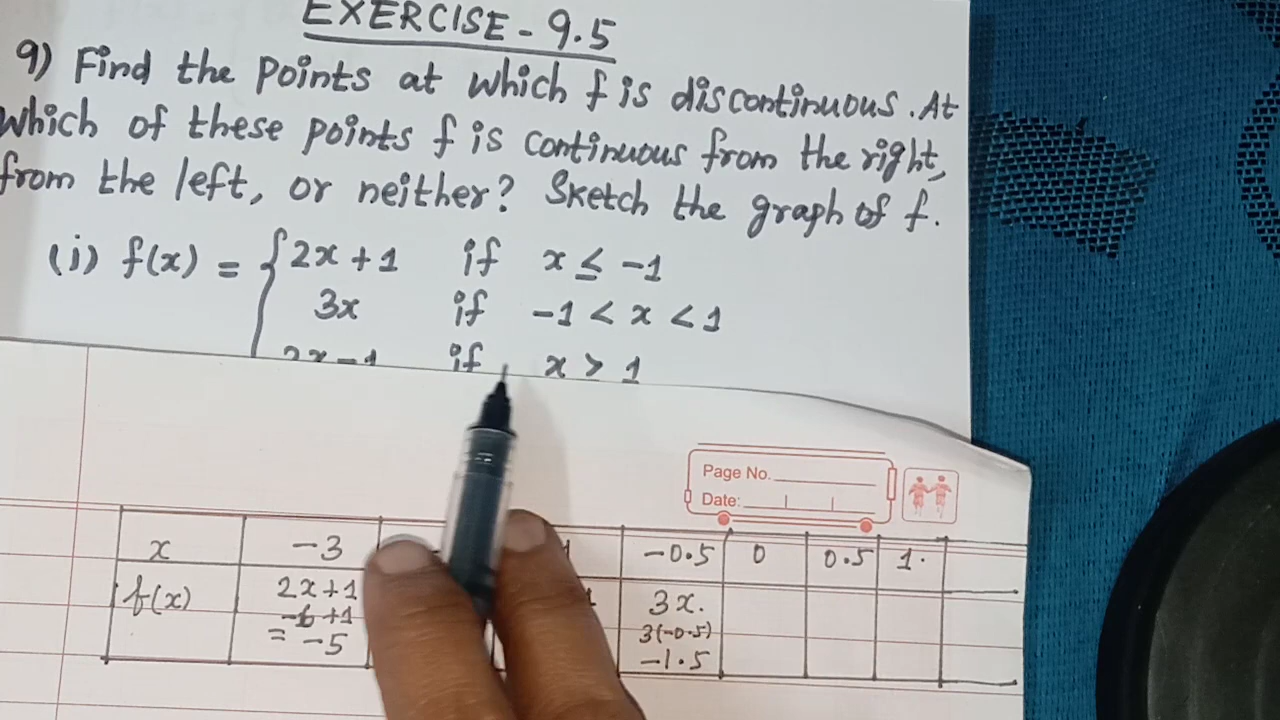 EXERCISE - 9.5
9) Find the points at which f is discontinuous. At
which of these points f is continuous from the right,
from the left, or neither? Sketch the graph of f.
(i) f(x) = { 2x + 1 if x ≤ -1
3x if -1 < x < 1
2x - 1 if x > 1
Page No.
Date:
x -3 -0.5 0 0.5 1.
f(x) 2x+1 3x.
-6+1 3(-0.5)
= -5 -1.5